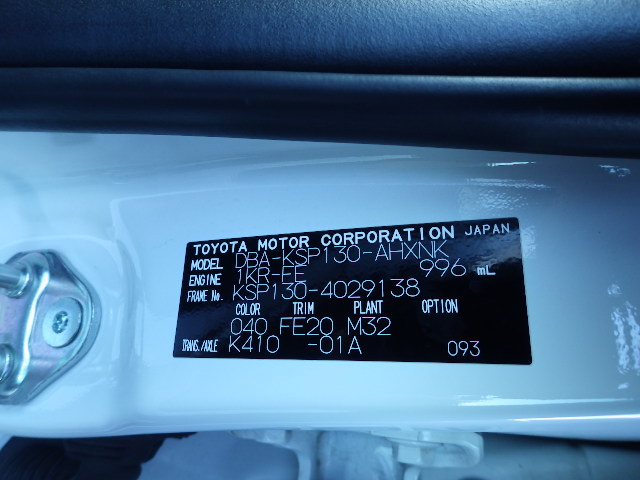 TOYOTA MOTOR CORPORATION JAPAN
MODEL DBA-KSP130-AHXNK
ENGINE 1KR-FE 996 mL
FRAME No. KSP130-4029138
COLOR TRIM PLANT OPTION
040 FE20 M32
TRANS./AXLE K410 -01A 093